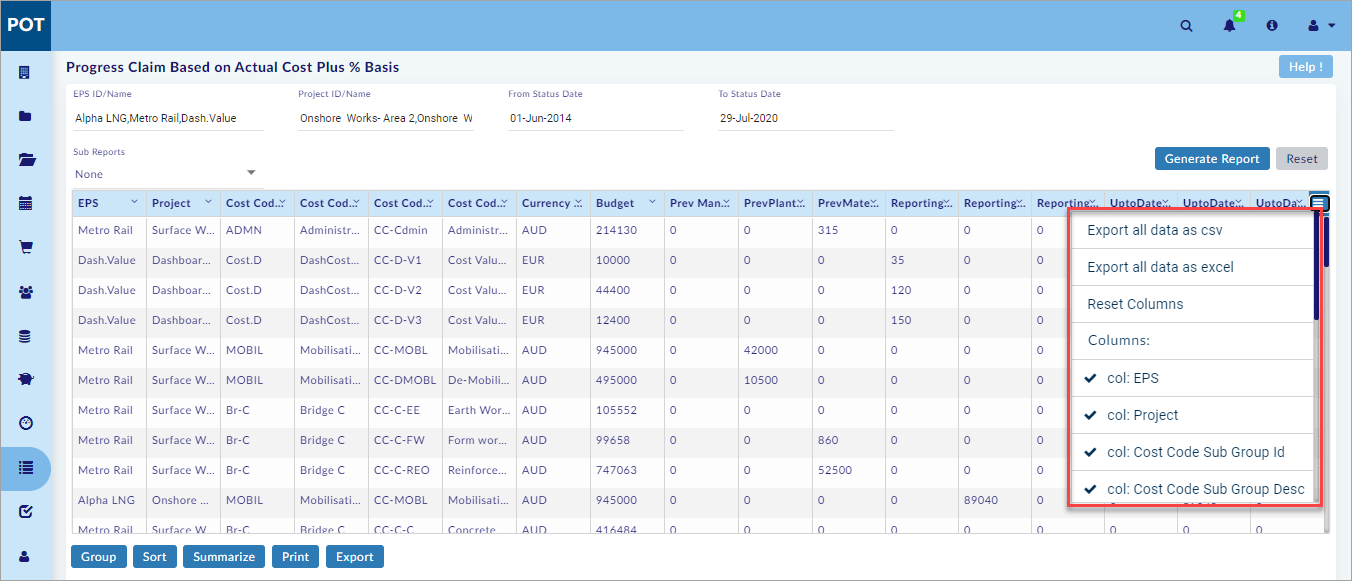 POT
4
Progress Claim Based on Actual Cost Plus % Basis
Help !
EPS ID/Name Project ID/Name From Status Date To Status Date
Alpha LNG,Metro Rail,Dash.Value Onshore Works- Area 2,Onshore W 01-Jun-2014 29-Jul-2020
Sub Reports
None
Generate Report Reset
EPS Project Cost Cod... Cost Cod... Cost Cod... Cost Cod... Currency ... Budget Prev Man... PrevPlant... PrevMate... Reporting... Reporting... Reporting... UptoDate... UptoDate... UptoDa...
Metro Rail Surface W... ADMN Administr... CC-Cdmin Administr... AUD 214130 0 0 315 0 0 0
Dash.Value Dashboar... Cost.D DashCost... CC-D-V1 Cost Valu... EUR 10000 0 0 0 35 0 0
Dash.Value Dashboar... Cost.D DashCost... CC-D-V2 Cost Valu... EUR 44400 0 0 0 120 0 0
Dash.Value Dashboar... Cost.D DashCost... CC-D-V3 Cost Valu... EUR 12400 0 0 0 150 0 0
Metro Rail Surface W... MOBIL Mobilisati... CC-MOBL Mobilisati... AUD 945000 0 42000 0 0 0 0
Metro Rail Surface W... MOBIL Mobilisati... CC-DMOBL De-Mobili... AUD 495000 0 10500 0 0 0 0
Metro Rail Surface W... Br-C Bridge C CC-C-EE Earth Wor... AUD 105552 0 0 0 0 0 0
Metro Rail Surface W... Br-C Bridge C CC-C-FW Form wor... AUD 99658 0 0 860 0 0 0
Metro Rail Surface W... Br-C Bridge C CC-C-REO Reinforce... AUD 747063 0 0 52500 0 0 0
Alpha LNG Onshore ... MOBIL Mobilisati... CC-MOBL Mobilisati... AUD 945000 0 0 0 0 89040 0
Metro Rail Surface W... Br-C Bridge C CC-C-C Concrete AUD 416484 0 0 0 0 0 0 0 0 0
Export all data as csv
Export all data as excel
Reset Columns
Columns:
col: EPS
col: Project
col: Cost Code Sub Group Id
col: Cost Code Sub Group Desc
Group Sort Summarize Print Export